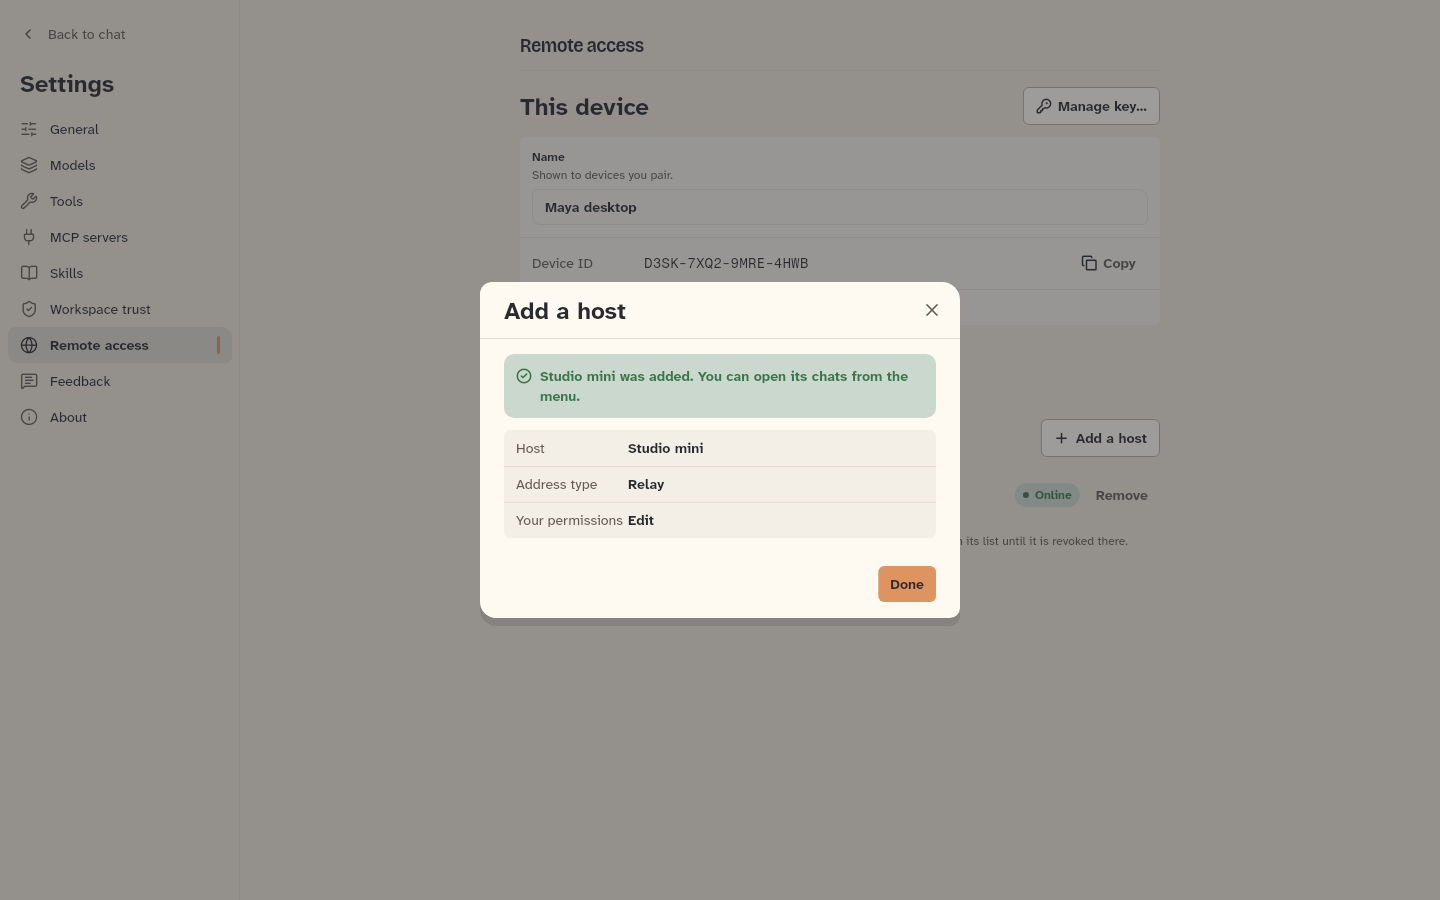 Back to chat
Settings
General
Models
Tools
MCP servers
Skills
Workspace trust
Remote access
Feedback
About
Remote access
This device
Manage key...
Name
Shown to devices you pair.
Maya desktop
Device ID
D3SK-7XQ2-9MRE-4HWB
Copy
Add a host
Studio mini was added. You can open its chats from the
menu.
Host
Studio mini
Address type
Relay
Your permissions
Edit
Done
Add a host
Online
Remove
its list until it is revoked there.